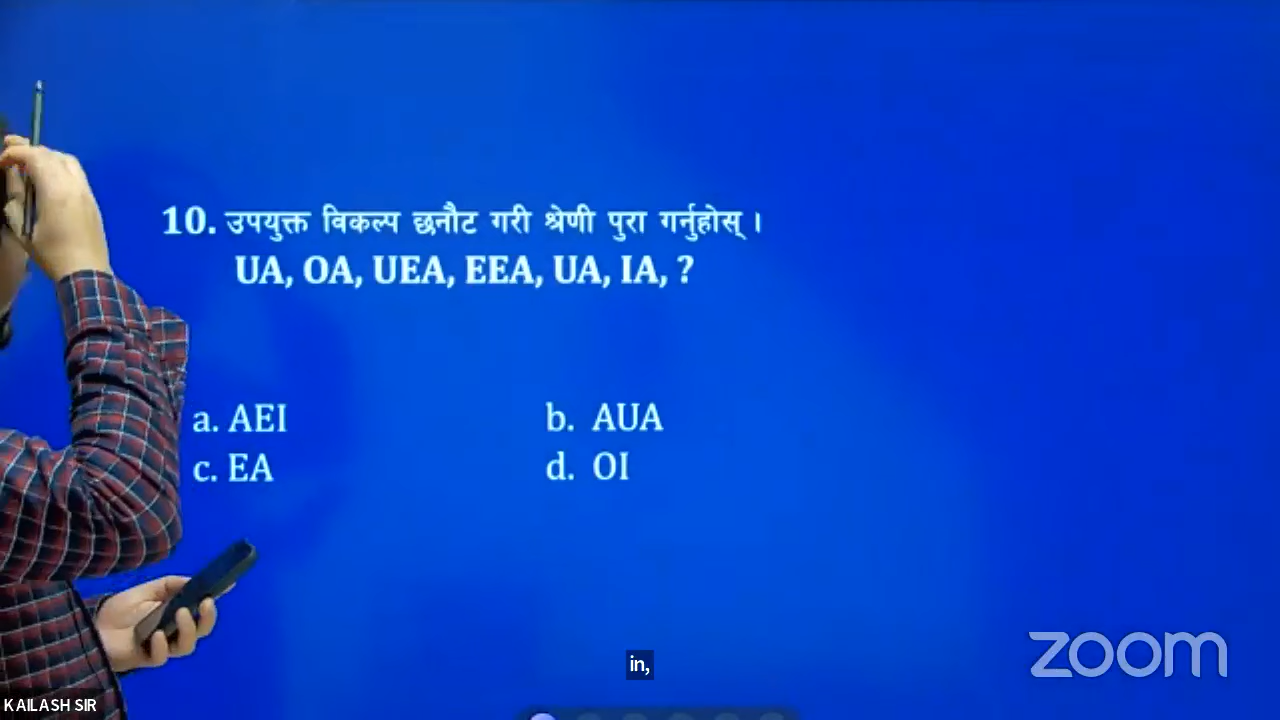 10. उपयुक्त विकल्प छनौट गरी श्रेणी पुरा गर्नुहोस् ।
UA, OA, UEA, EEA, UA, IA, ?
a. AEI b. AUA
c. EA d. OI
in,
zoom
KAILASH SIR